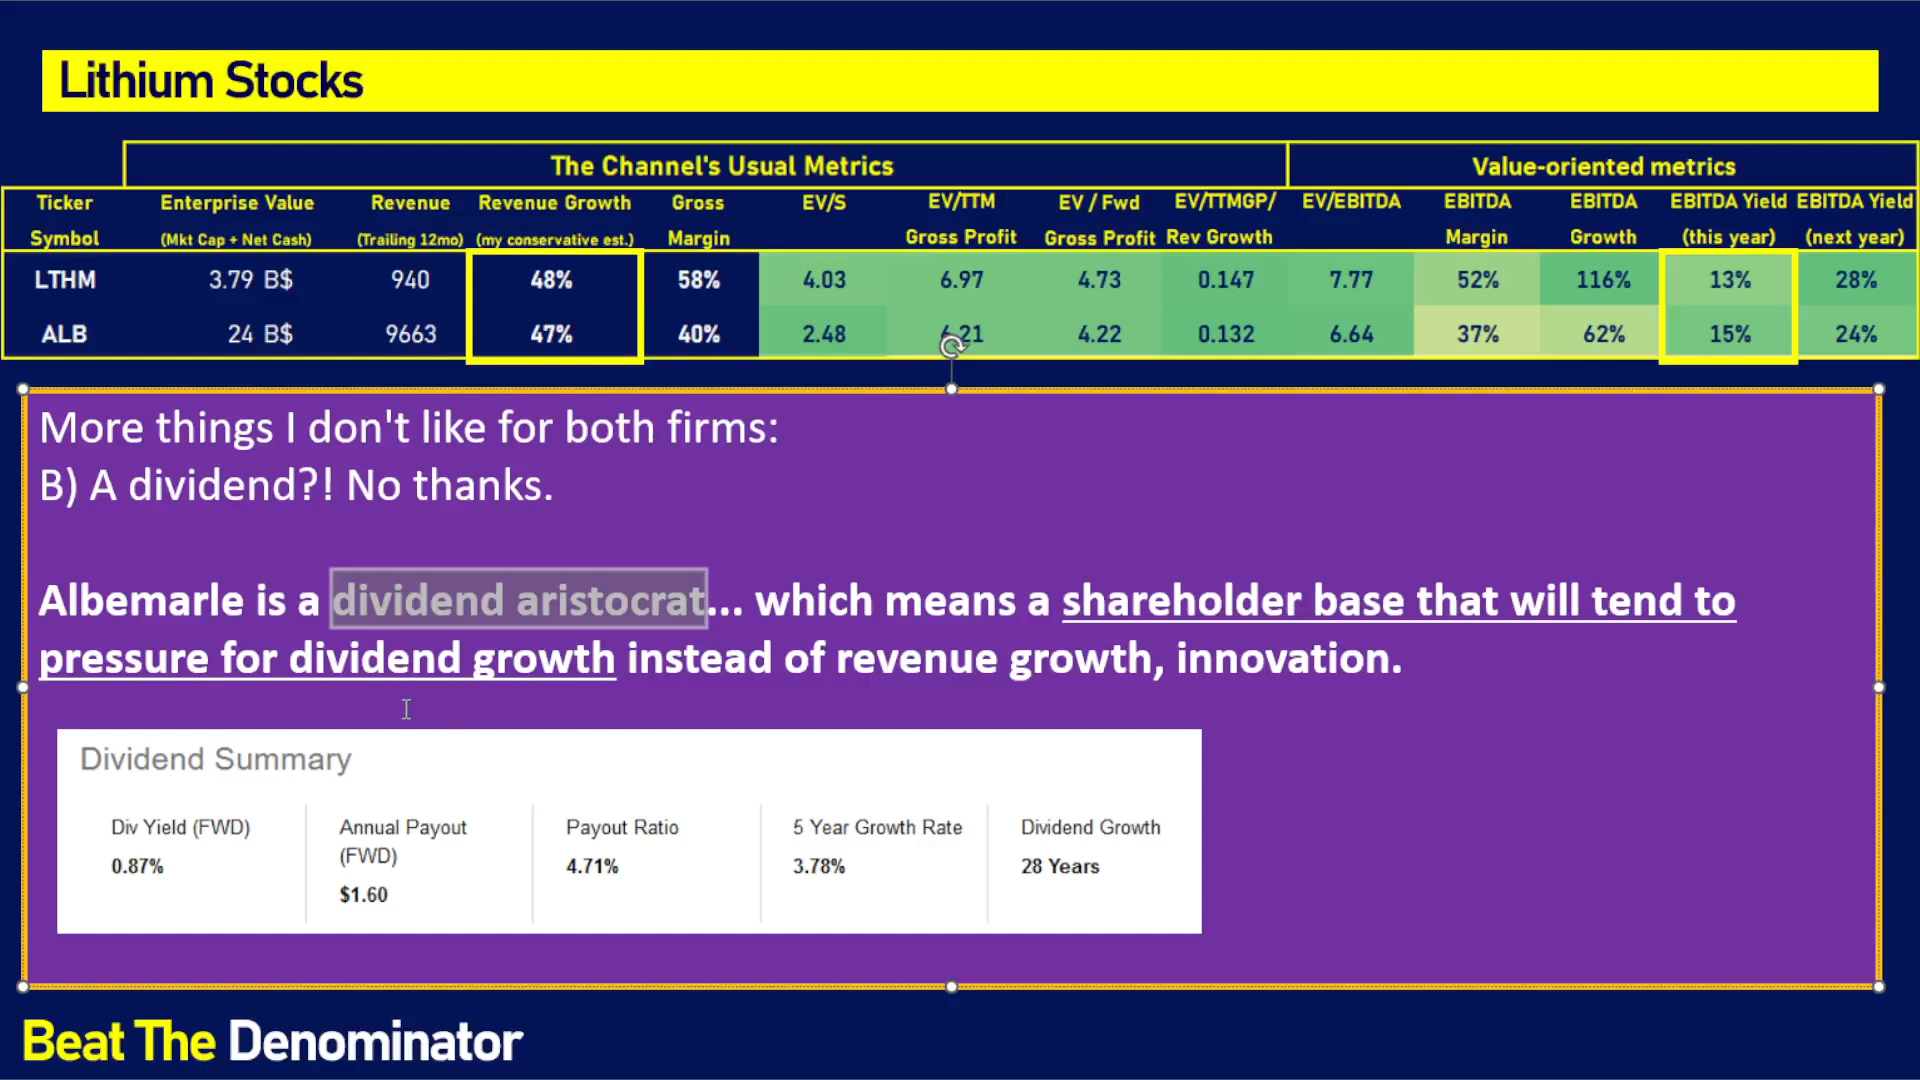 Lithium Stocks
The Channel's Usual Metrics Value-oriented metrics
Ticker Enterprise Value Revenue Revenue Growth Gross EV/S EV/TTM EV / Fwd EV/TTMGP/ EV/EBITDA EBITDA EBITDA EBITDA Yield EBITDA Yield
Symbol (Mkt Cap + Net Cash) (Trailing 12mo) (my conservative est.) Margin Gross Profit Gross Profit Rev Growth Margin Growth (this year) (next year)
LTHM 3.79 B$ 940 48% 58% 4.03 6.97 4.73 0.147 7.77 52% 116% 13% 28%
ALB 24 B$ 9663 47% 40% 2.48 6.21 4.22 0.132 6.64 37% 62% 15% 24%
More things I don't like for both firms:
B) A dividend?! No thanks.
Albemarle is a dividend aristocrat... which means a shareholder base that will tend to
pressure for dividend growth instead of revenue growth, innovation.
Dividend Summary
Div Yield (FWD) Annual Payout Payout Ratio 5 Year Growth Rate Dividend Growth
(FWD)
0.87% $1.60 4.71% 3.78% 28 Years
Beat The Denominator